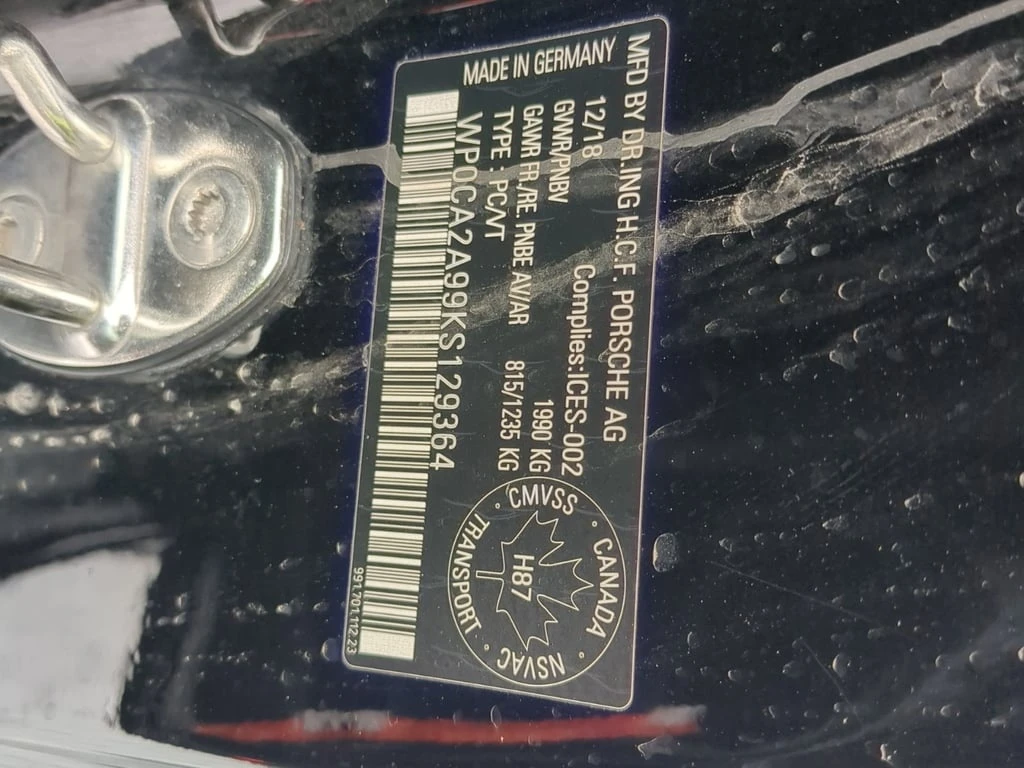 MFD BY DR.ING H.C.F. PORSCHE AG
12/18 Complies:ICES-002
GVWR/PNBV 1990 KG
GAWR FR./RE. PNBE AV/AR 815/1235 KG
TYPE : PC/VT
WP0CA2A99KS129364
MADE IN GERMANY
991.701.112.23
CMVSS · CANADA · NSVAC · TRANSPORT ·
H87